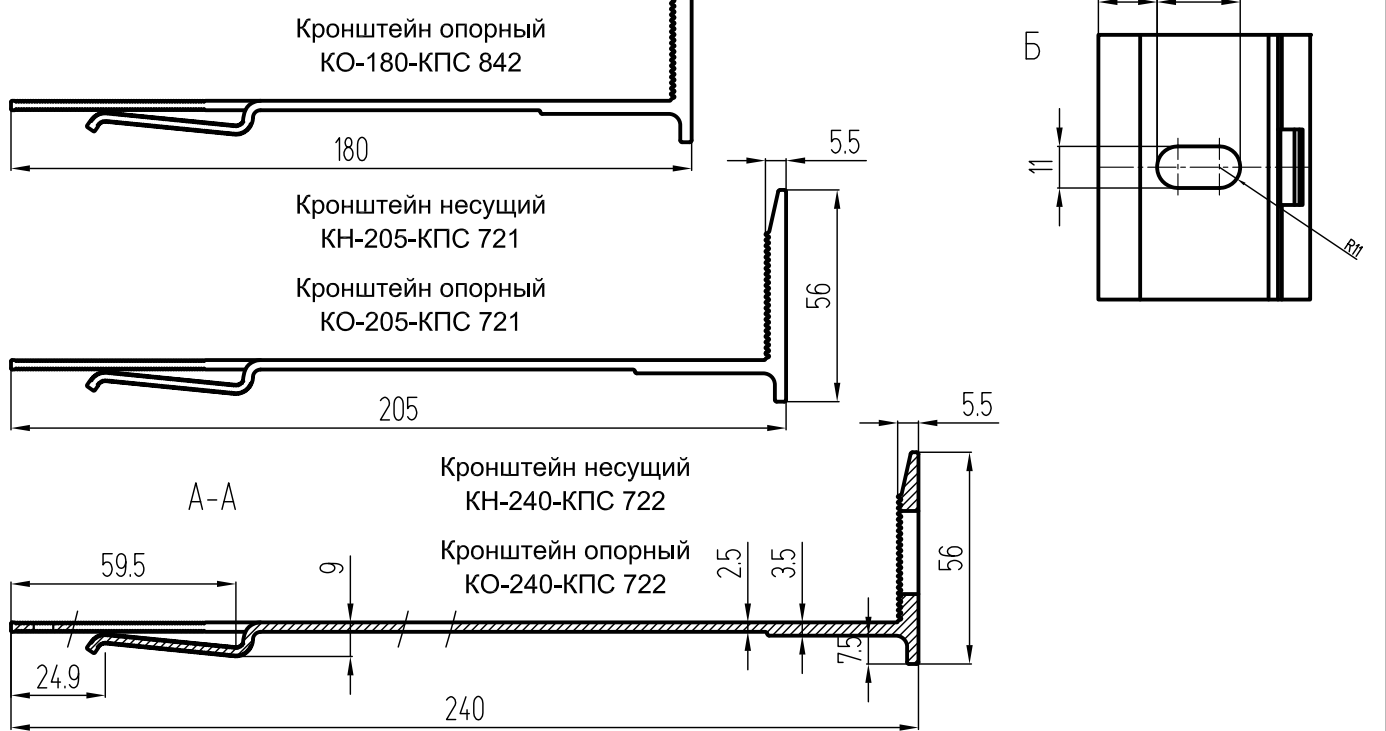 Кронштейн опорный
КО-180-КПС 842
180
Б
11
R11
5.5
Кронштейн несущий
КН-205-КПС 721
Кронштейн опорный
КО-205-КПС 721
56
205
5.5
А-А
Кронштейн несущий
КН-240-КПС 722
Кронштейн опорный
КО-240-КПС 722
59.5
9
2.5
3.5
56
7.5
24.9
240